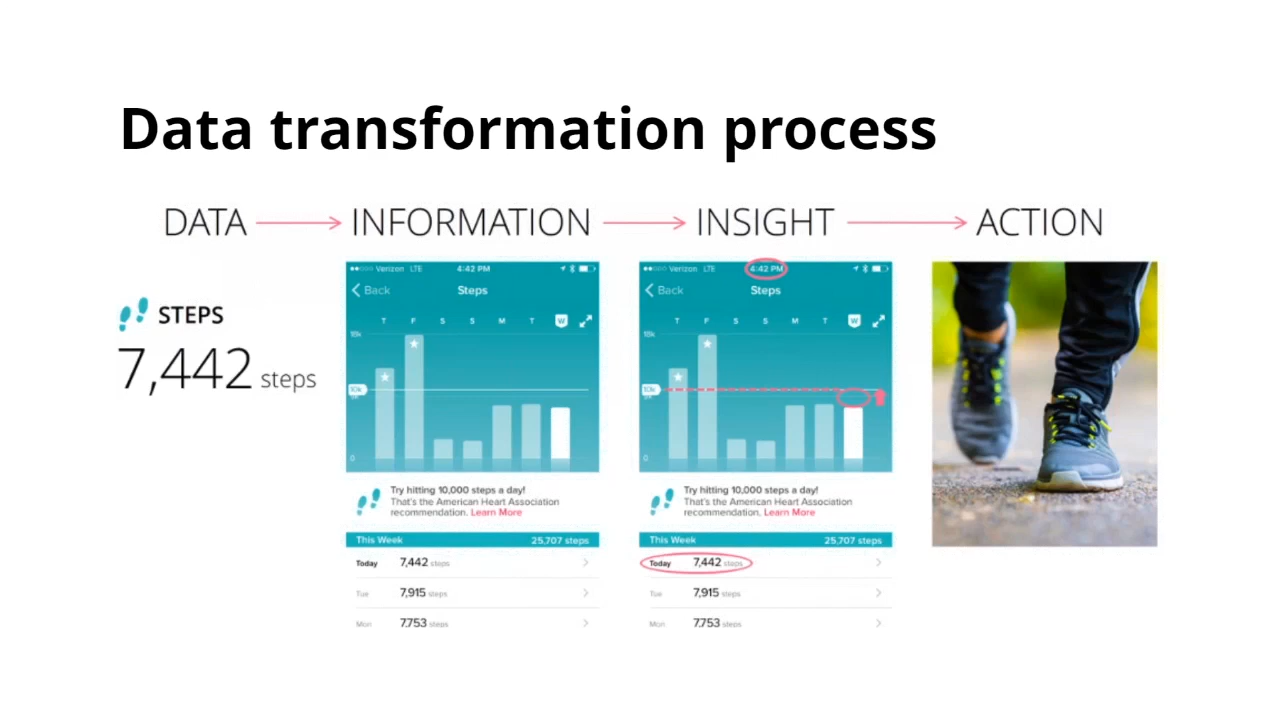 Data transformation process
DATA
INFORMATION
INSIGHT
ACTION
STEPS
7,442 steps
Verizon LTE 4:42 PM
Back Steps
T F S S M T W
15k
10k
0
Try hitting 10,000 steps a day!
That's the American Heart Association
recommendation. Learn More
This Week 25,707 steps
Today 7,442 steps
Tue 7,915 steps
Mon 7,753 steps
Verizon LTE 4:42 PM
Back Steps
T F S S M T W
15k
10k
0
Try hitting 10,000 steps a day!
That's the American Heart Association
recommendation. Learn More
This Week 25,707 steps
Today 7,442 steps
Tue 7,915 steps
Mon 7,753 steps